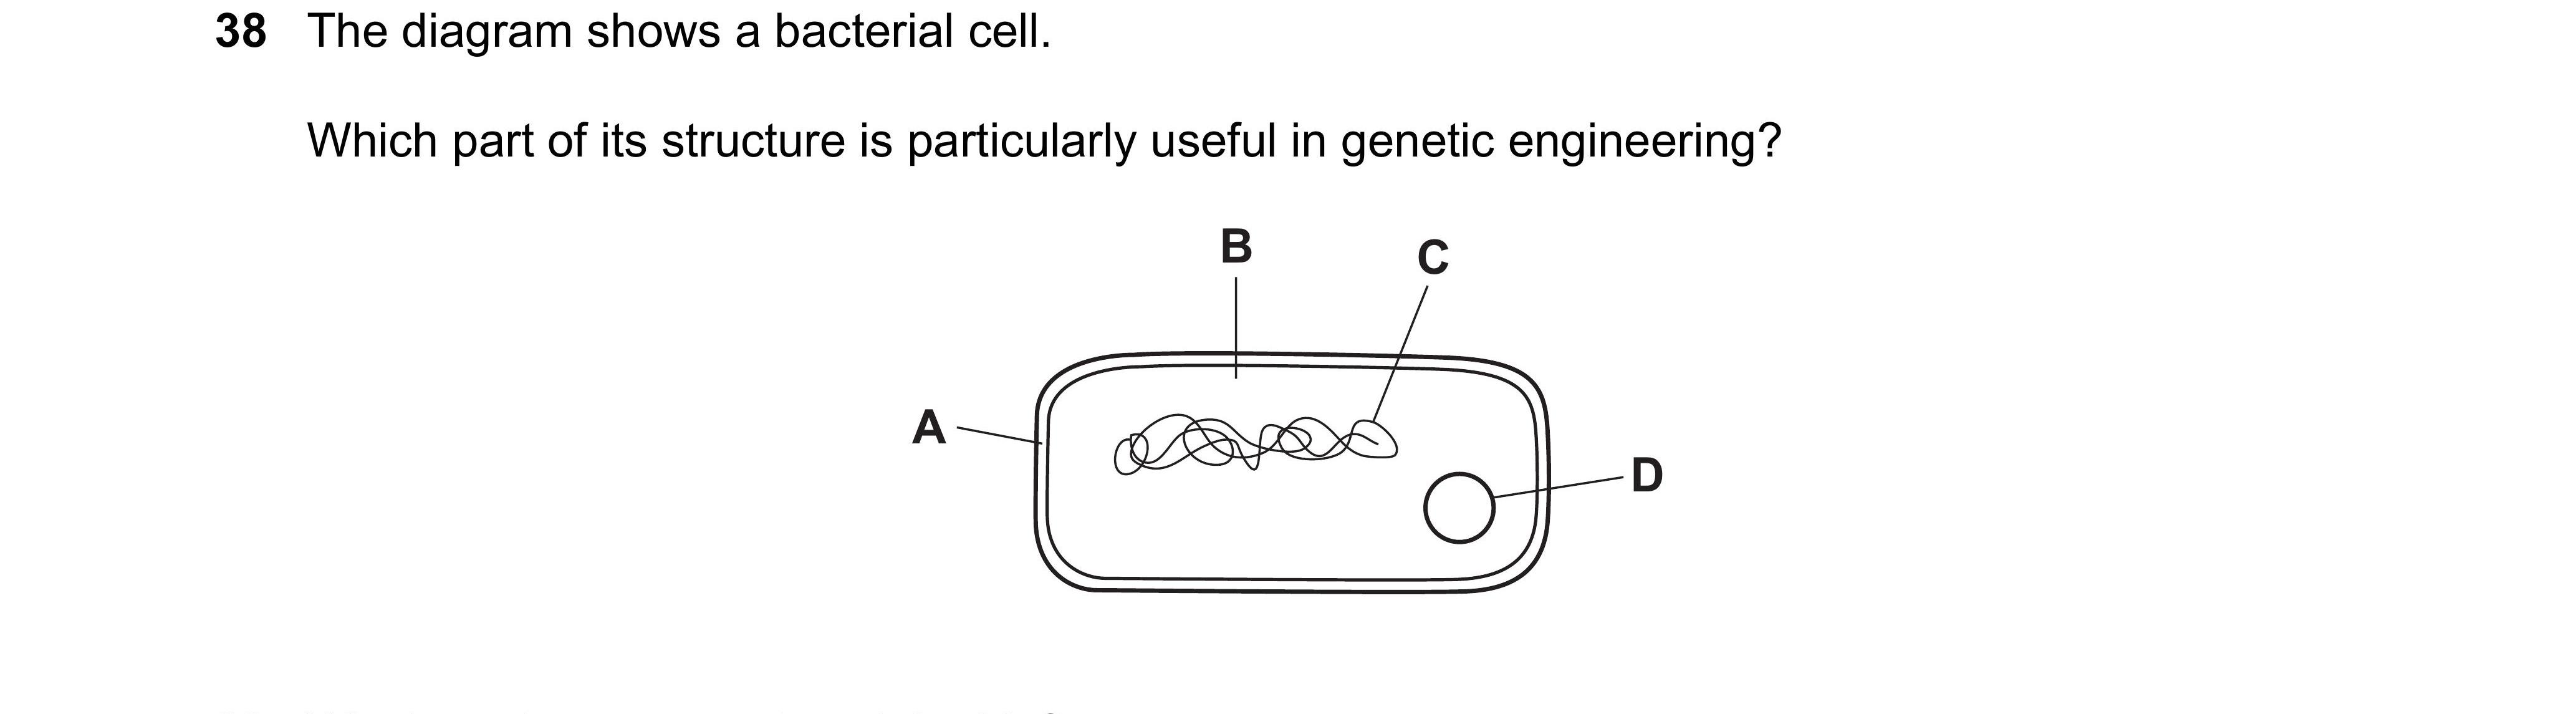 38 The diagram shows a bacterial cell.
Which part of its structure is particularly useful in genetic engineering?
B
C
A
D